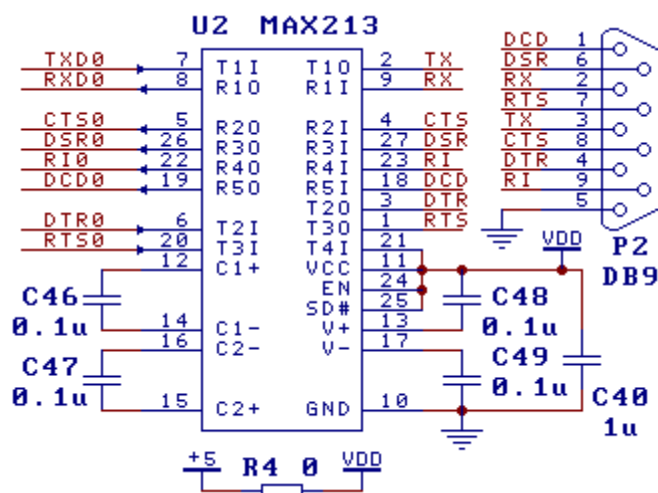 U2 MAX213
DCD 1
TXD0 7 T1I T1O 2 TX DSR 6
RXD0 8 R1O R1I 9 RX RX 2
RTS 7
CTS0 5 R2O R2I 4 CTS TX 3
DSR0 26 R3O R3I 27 DSR CTS 8
RI0 22 R4O R4I 23 RI DTR 4
DCD0 19 R5O R5I 18 DCD RI 9
T2O 3 DTR 5
DTR0 6 T2I T3O 1 RTS
RTS0 20 T3I T4I 21 VDD P2
12 C1+ VCC 11 DB9
EN 24
C46 SD# 25 C48
0.1u 14 C1- V+ 13 0.1u
16 C2- V- 17
C47 C49
0.1u 0.1u
15 C2+ GND 10 C40
1u
+5 R4 0 VDD